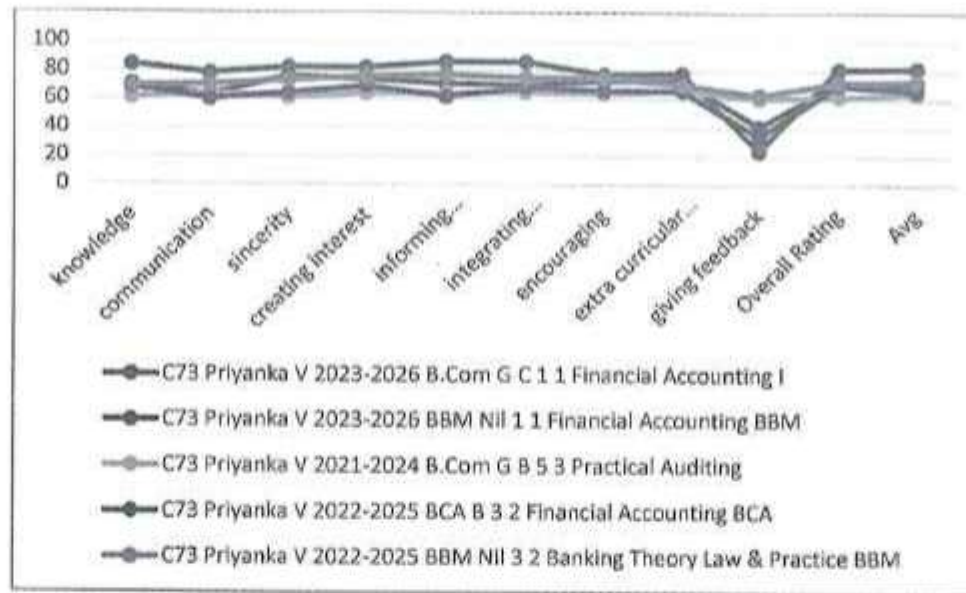 100
80
60
40
20
0
knowledge
communication
sincerity
creating interest
informing...
integrating...
encouraging
extra curricular...
giving feedback
Overall Rating
Avg
C73 Priyanka V 2023-2026 B.Com G C 1 1 Financial Accounting I
C73 Priyanka V 2023-2026 BBM Nil 1 1 Financial Accounting BBM
C73 Priyanka V 2021-2024 B.Com G B 5 3 Practical Auditing
C73 Priyanka V 2022-2025 BCA B 3 2 Financial Accounting BCA
C73 Priyanka V 2022-2025 BBM Nil 3 2 Banking Theory Law & Practice BBM